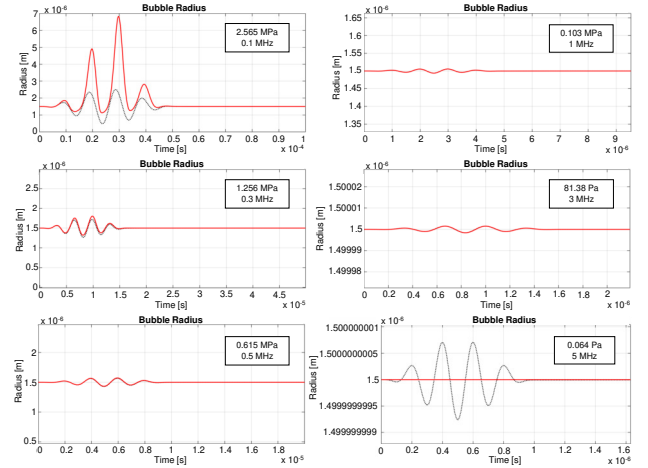 x 10-6
Bubble Radius
7
6
5
4
3
2
1
0
Radius [m]
2.565 MPa
0.1 MHz
0 0.1 0.2 0.3 0.4 0.5 0.6 0.7 0.8 0.9 1
Time [s]
x 10-4
x 10-6
Bubble Radius
1.65
1.6
1.55
1.5
1.45
1.4
1.35
Radius [m]
0.103 MPa
1 MHz
0 1 2 3 4 5 6 7 8 9
Time [s]
x 10-6
x 10-6
Bubble Radius
2.5
2
1.5
1
0.5
0
Radius [m]
1.256 MPa
0.3 MHz
0 0.5 1 1.5 2 2.5 3 3.5 4 4.5
Time [s]
x 10-5
x 10-6
Bubble Radius
1.50002
1.50001
1.5
1.49999
1.49998
Radius [m]
81.38 Pa
3 MHz
0 0.2 0.4 0.6 0.8 1 1.2 1.4 1.6 1.8 2
Time [s]
x 10-6
x 10-6
Bubble Radius
2
1.5
1
0.5
Radius [m]
0.615 MPa
0.5 MHz
0 0.2 0.4 0.6 0.8 1 1.2 1.4 1.6 1.8
Time [s]
x 10-5
x 10-6
Bubble Radius
1.500000001
1.5000000005
1.5
1.4999999995
1.499999999
Radius [m]
0.064 Pa
5 MHz
0 0.2 0.4 0.6 0.8 1 1.2 1.4 1.6
Time [s]
x 10-6